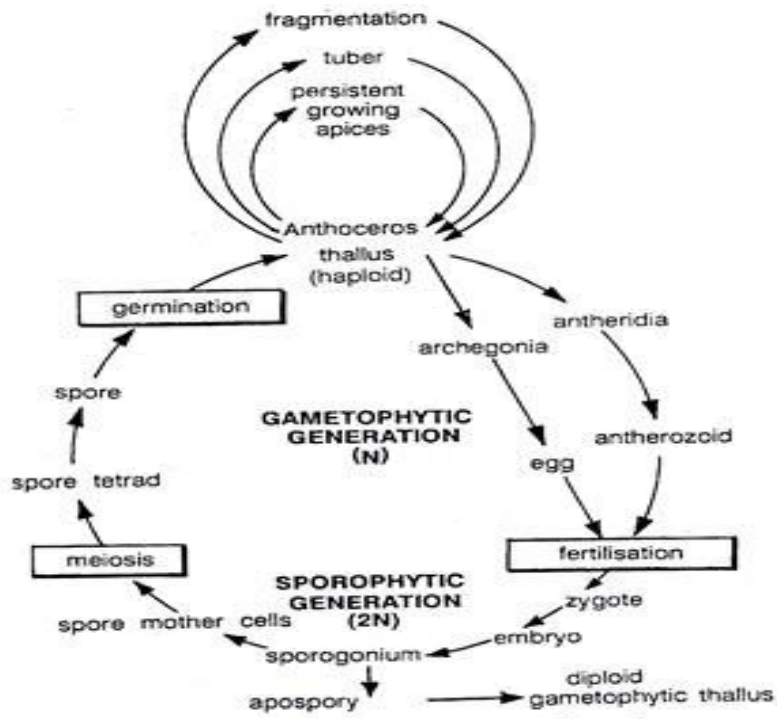 fragmentation
tuber
persistent
growing
apices
Anthoceros
thallus
(haploid)
germination
antheridia
archegonia
spore
GAMETOPHYTIC
GENERATION
(N)
antherozoid
egg
spore tetrad
meiosis
fertilisation
SPOROPHYTIC
GENERATION
(2N)
zygote
spore mother cells
embryo
sporogonium
apospory
diploid
gametophytic thallus